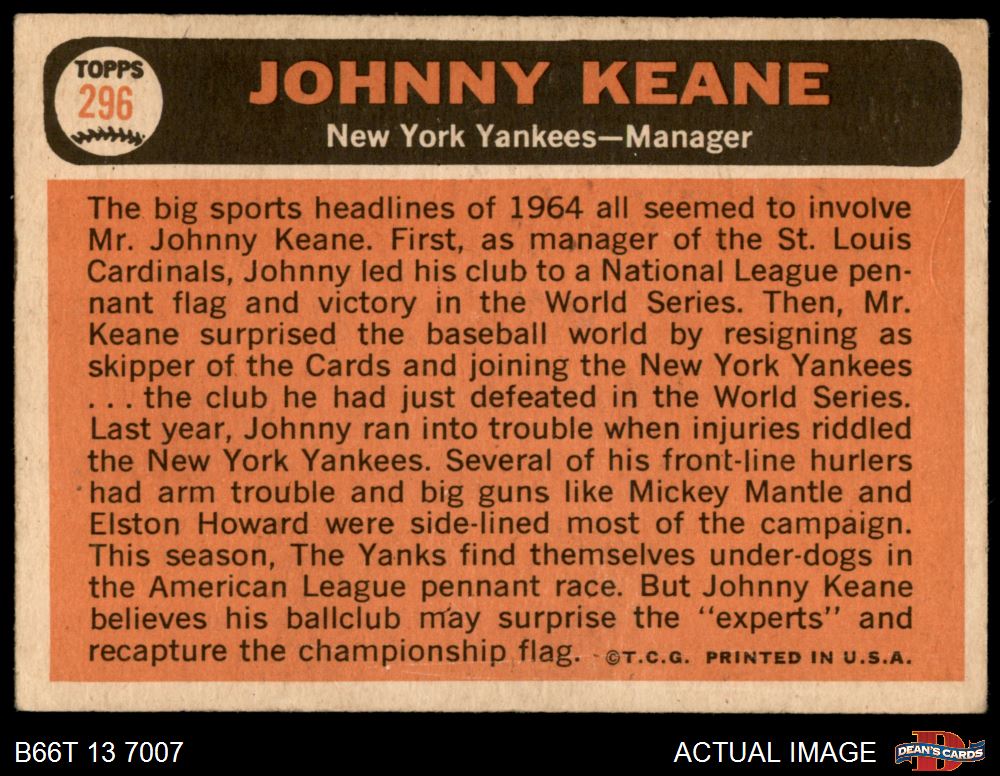 TOPPS
296
JOHNNY KEANE
New York Yankees—Manager
The big sports headlines of 1964 all seemed to involve
Mr. Johnny Keane. First, as manager of the St. Louis
Cardinals, Johnny led his club to a National League pen-
nant flag and victory in the World Series. Then, Mr.
Keane surprised the baseball world by resigning as
skipper of the Cards and joining the New York Yankees
. . . the club he had just defeated in the World Series.
Last year, Johnny ran into trouble when injuries riddled
the New York Yankees. Several of his front-line hurlers
had arm trouble and big guns like Mickey Mantle and
Elston Howard were side-lined most of the campaign.
This season, The Yanks find themselves under-dogs in
the American League pennant race. But Johnny Keane
believes his ballclub may surprise the "experts" and
recapture the championship flag. ©T.C.G. PRINTED IN U.S.A.
B66T 13 7007
ACTUAL IMAGE
D
DEAN'S CARDS